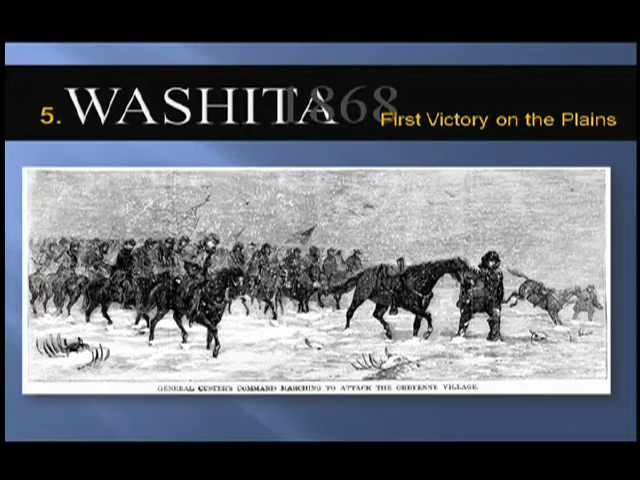 5. WASHITA 1868 First Victory on the Plains
GENERAL CUSTER'S COMMAND MARCHING TO ATTACK THE CHEYENNE VILLAGE.